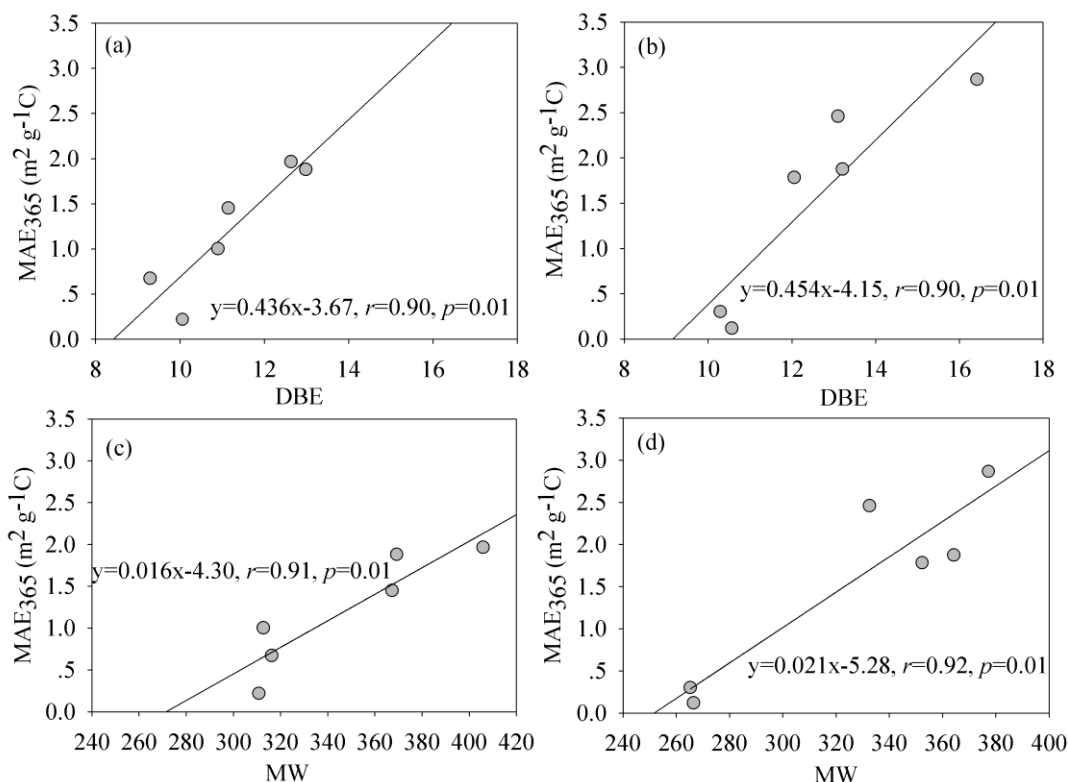 (a)
3.5
3.0
2.5
2.0
1.5
1.0
.5
0.0
MAE365 (m2 g-1C)
y=0.436x-3.67, r=0.90, p=0.01
8 10 12 14 16 18
DBE
(b)
3.5
3.0
2.5
2.0
1.5
1.0
.5
0.0
MAE365 (m2 g-1C)
y=0.454x-4.15, r=0.90, p=0.01
8 10 12 14 16 18
DBE
(c)
3.5
3.0
2.5
2.0
1.5
1.0
.5
0.0
MAE365 (m2 g-1C)
y=0.016x-4.30, r=0.91, p=0.01
240 260 280 300 320 340 360 380 400 420
MW
(d)
3.5
3.0
2.5
2.0
1.5
1.0
.5
0.0
MAE365 (m2 g-1C)
y=0.021x-5.28, r=0.92, p=0.01
240 260 280 300 320 340 360 380 400
MW